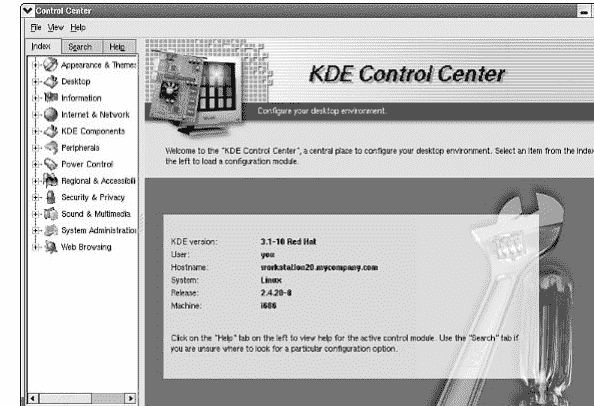 Control Center
File View Help
Index Search Help
Appearance & Themes
Desktop
Information
Internet & Network
KDE Components
Peripherals
Power Control
Regional & Accessibili
Security & Privacy
Sound & Multimedia
System Administration
Web Browsing
KDE Control Center
Configure your desktop environment.
Welcome to the "KDE Control Center", a central place to configure your desktop environment. Select an item from the index
the left to load a configuration module.
KDE version: 3.1-10 Red Hat
User: you
Hostname: workstation20.mycompany.com
System: Linux
Release: 2.4.20-8
Machine: i686
Click on the "Help" tab on the left to view help for the active control module. Use the "Search" tab if
you are unsure where to look for a particular configuration option.